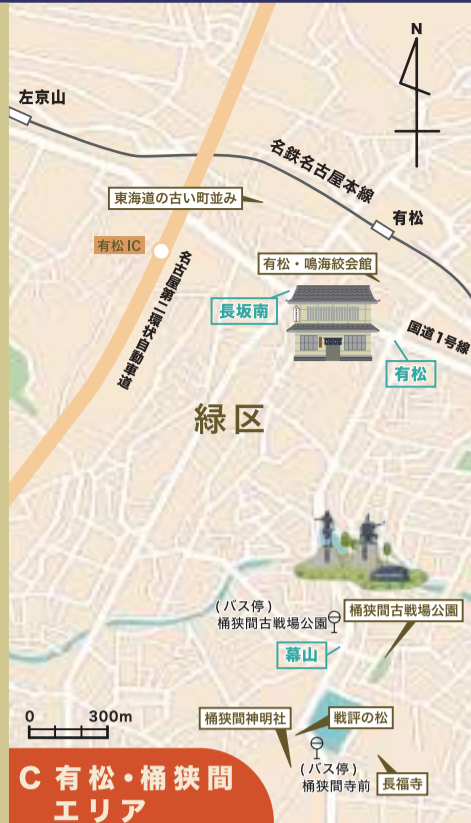 N
左京山
名鉄名古屋本線
東海道の古い町並み
有松
有松IC
名古屋第二環状自動車道
有松・鳴海絞会館
長坂南
国道1号線
有松
緑区
(バス停)
桶狭間古戦場公園
桶狭間古戦場公園
幕山
0 300m
桶狭間神明社
戦評の松
(バス停)
桶狭間寺前
長福寺
C 有松・桶狭間
エリア